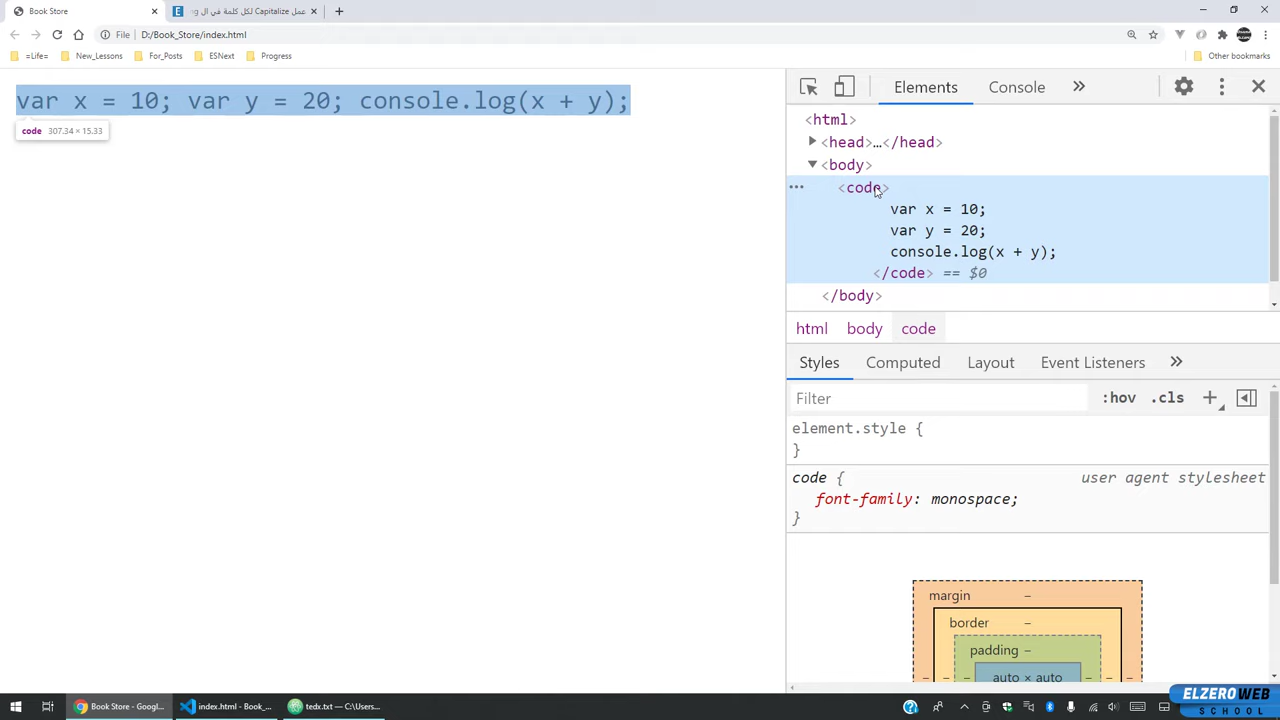 Book Store
عمل Capitalize لكل كلمة في ال g
File D:/Book_Store/index.html
=Life= New_Lessons For_Posts ESNext Progress Other bookmarks
var x = 10; var y = 20; console.log(x + y);
code 307.34 × 15.33
Elements Console
<html>
<head>…</head>
<body>
<code>
var x = 10;
var y = 20;
console.log(x + y);
</code> == $0
</body>
html body code
Styles Computed Layout Event Listeners
Filter :hov .cls
element.style {
}
code { user agent stylesheet
font-family: monospace;
}
margin –
border –
padding –
– – – auto × auto – – –
Book Store - Googl... index.html - Book_S... tedx.txt — C:\Users...
ELZERO WEB
SCHOOL